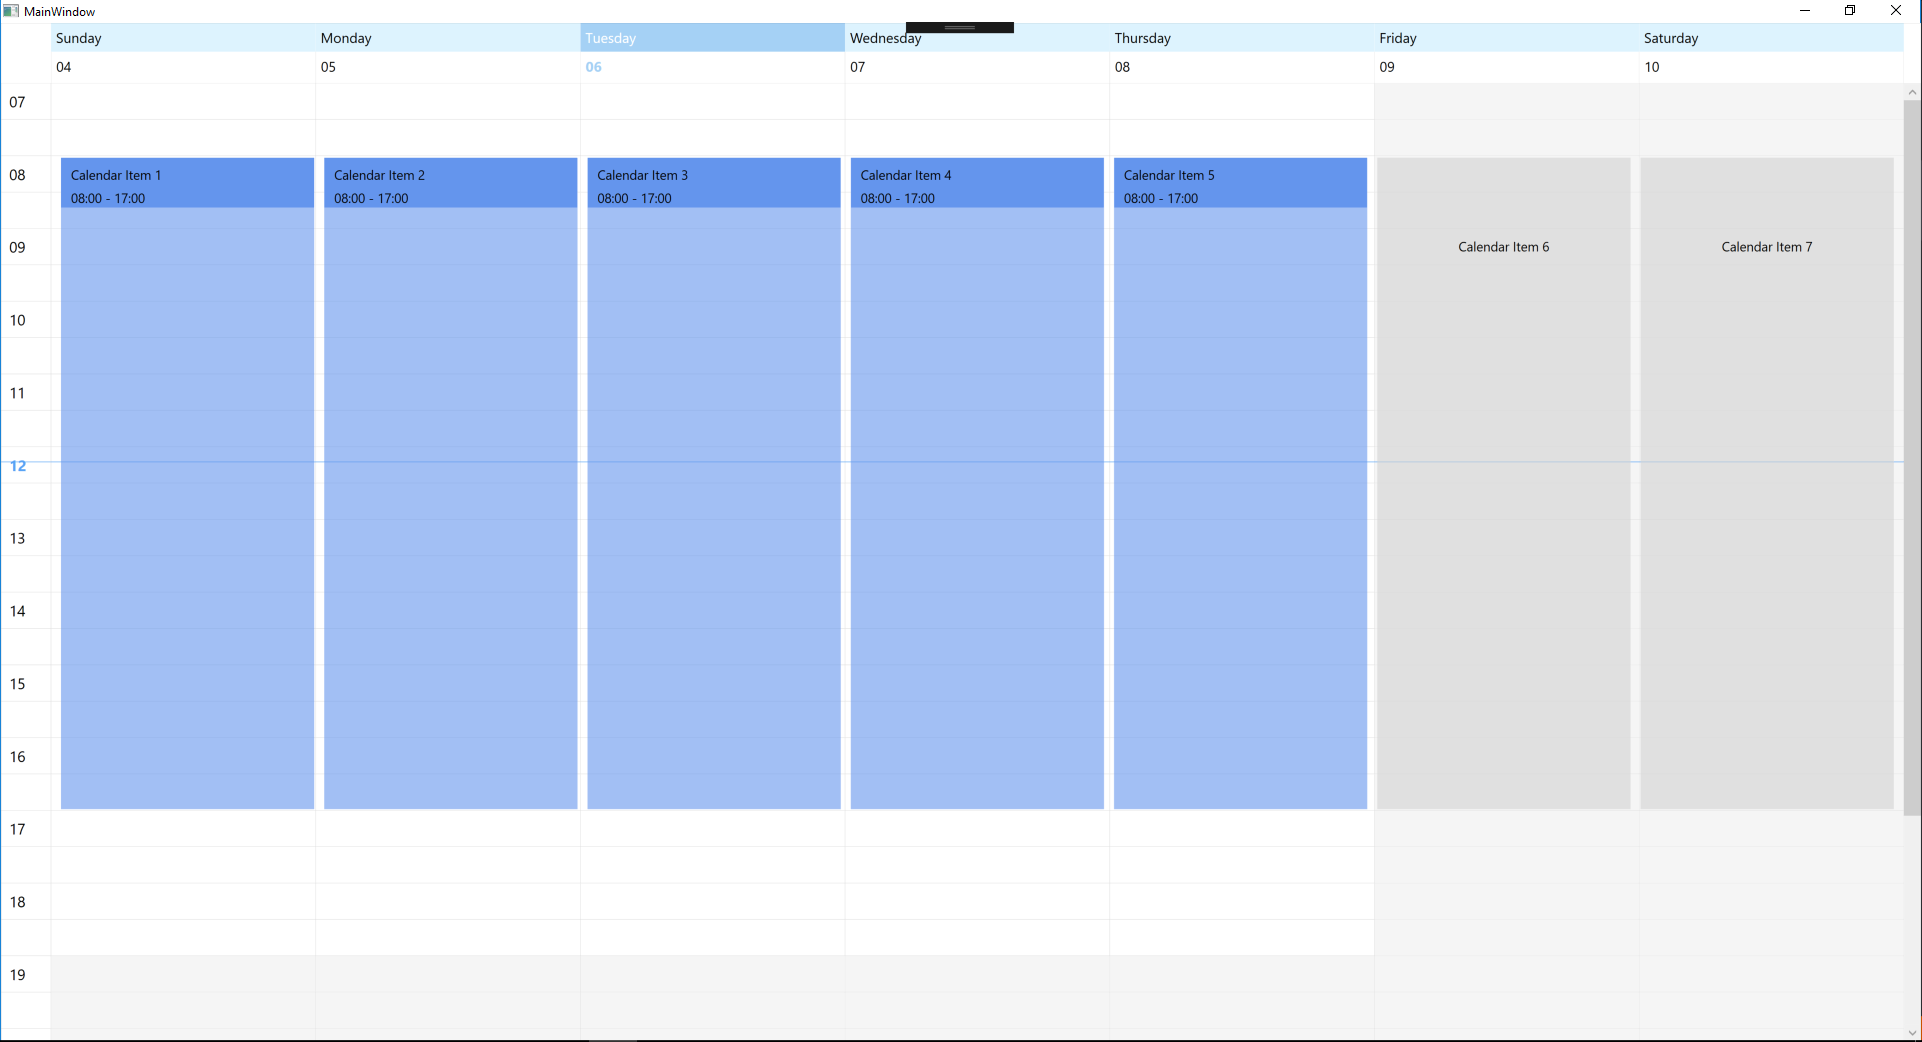 MainWindow
Sunday Monday Tuesday Wednesday Thursday Friday Saturday
04 05 06 07 08 09 10
07
08
Calendar Item 1 Calendar Item 2 Calendar Item 3 Calendar Item 4 Calendar Item 5
08:00 - 17:00 08:00 - 17:00 08:00 - 17:00 08:00 - 17:00 08:00 - 17:00
09 Calendar Item 6 Calendar Item 7
10
11
12
13
14
15
16
17
18
19